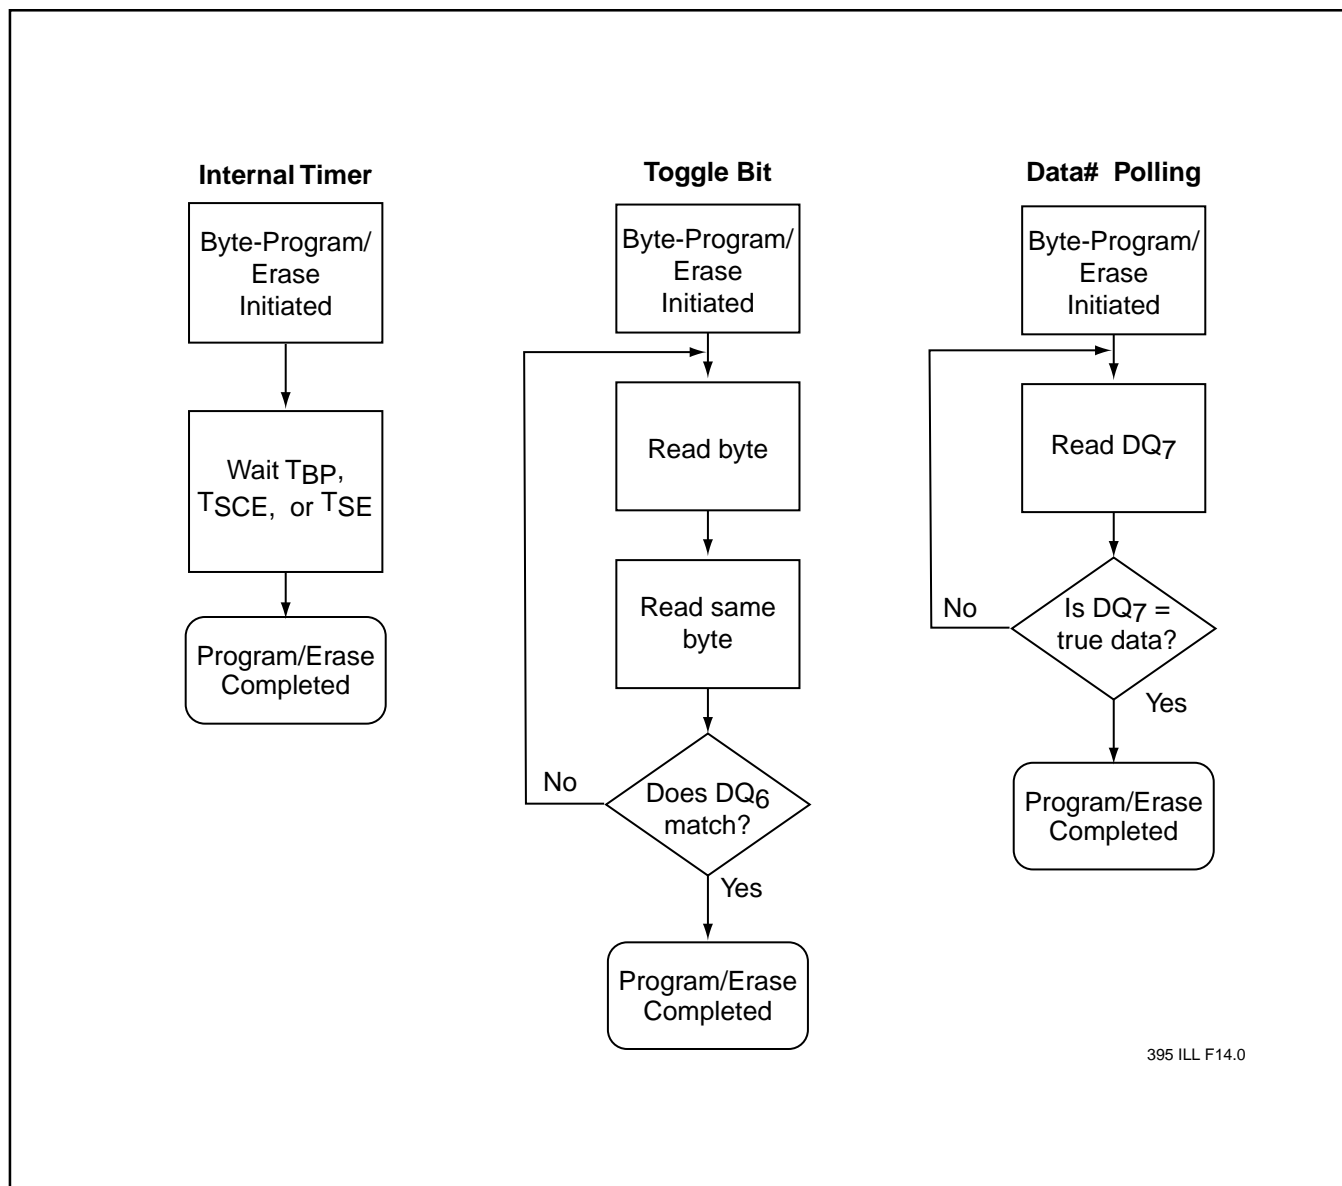 Internal Timer
Byte-Program/
Erase
Initiated
Wait TBP,
TSCE, or TSE
Program/Erase
Completed
Toggle Bit
Byte-Program/
Erase
Initiated
Read byte
Read same
byte
No
Does DQ6
match?
Yes
Program/Erase
Completed
Data# Polling
Byte-Program/
Erase
Initiated
Read DQ7
No
Is DQ7 =
true data?
Yes
Program/Erase
Completed
395 ILL F14.0